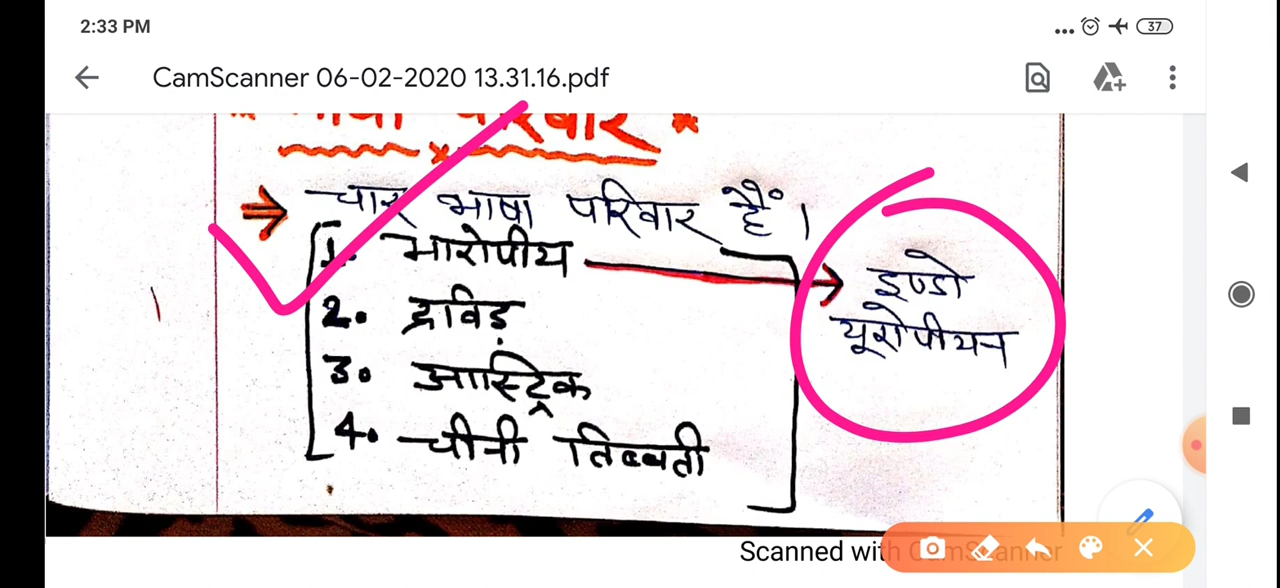 2:33 PM
37
CamScanner 06-02-2020 13.31.16.pdf
परिवार
चार भाषा परिवार हैं।
1. भारोपीय
इण्डो
यूरोपीयन
2. द्रविड़
3. आस्ट्रिक
4. चीनी तिब्बती
Scanned with CamScanner